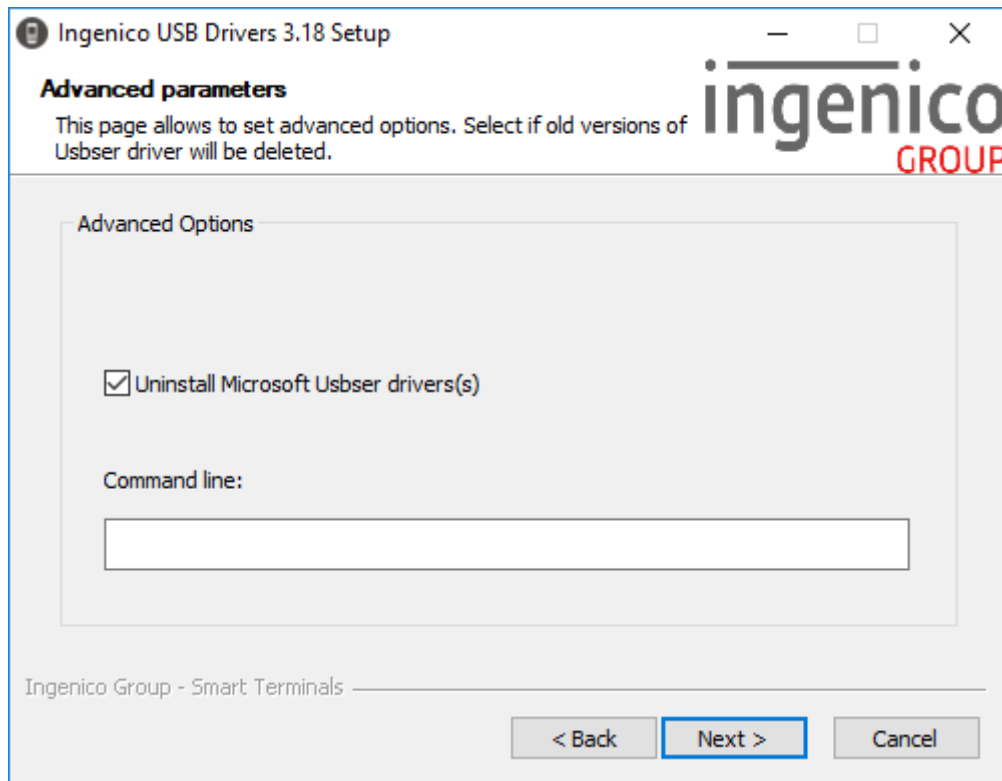 Ingenico USB Drivers 3.18 Setup
Advanced parameters
This page allows to set advanced options. Select if old versions of
Usbser driver will be deleted.
ingenico
GROUP
Advanced Options
Uninstall Microsoft Usbser drivers(s)
Command line:
Ingenico Group - Smart Terminals
< Back
Next >
Cancel